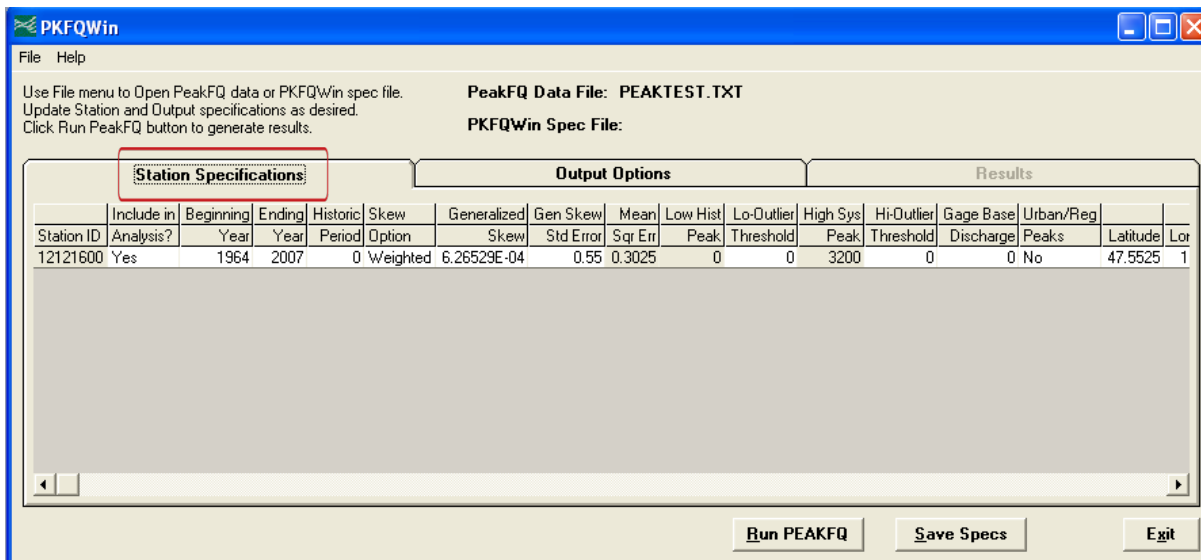 PKFQWin
File Help
Use File menu to Open PeakFQ data or PKFQWin spec file.
Update Station and Output specifications as desired.
Click Run PeakFQ button to generate results.
PeakFQ Data File: PEAKTEST.TXT
PKFQWin Spec File:
Station Specifications Output Options Results
Include in Beginning Ending Historic Skew Generalized Gen Skew Mean Low Hist Lo-Outlier High Sys Hi-Outlier Gage Base Urban/Reg
Station ID Analysis? Year Year Period Option Skew Std Error Sqr Err Peak Threshold Peak Threshold Discharge Peaks Latitude Lor
12121600 Yes 1964 2007 0 Weighted 6.26529E-04 0.55 0.3025 0 0 3200 0 0 No 47.5525 1
Run PEAKFQ Save Specs Exit